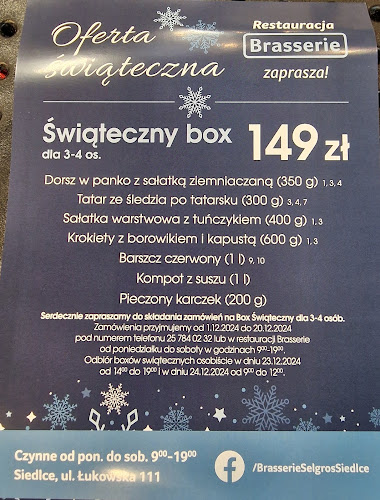 Oferta
świąteczna
Restauracja
Brasserie
zaprasza!
Świąteczny box
dla 3-4 os.
149 zł
Dorsz w panko z sałatką ziemniaczaną (350 g) 1, 3, 4
Tatar ze śledzia po tatarsku (300 g) 3, 4, 7
Sałatka warstwowa z tuńczykiem (400 g) 1, 3
Krokiety z borowikiem i kapustą (600 g) 1, 3
Barszcz czerwony (1 l) 9, 10
Kompot z suszu (1 l)
Pieczony karczek (200 g)
Serdecznie zapraszamy do składania zamówień na Box Świąteczny dla 3-4 osób.
Zamówienia przyjmujemy od 1.12.2024 do 20.12.2024
pod numerem telefonu 25 784 02 32 lub w restauracji Brasserie
od poniedziałku do soboty w godzinach 9⁰⁰-19⁰⁰.
Odbiór boxów świątecznych osobiście w dniu 23.12.2024
od 14⁰⁰ do 19⁰⁰ i w dniu 24.12.2024 od 9⁰⁰ do 12⁰⁰.
Czynne od pon. do sob. 9⁰⁰-19⁰⁰
Siedlce, ul. Łukowska 111
/BrasserieSelgrosSiedlce